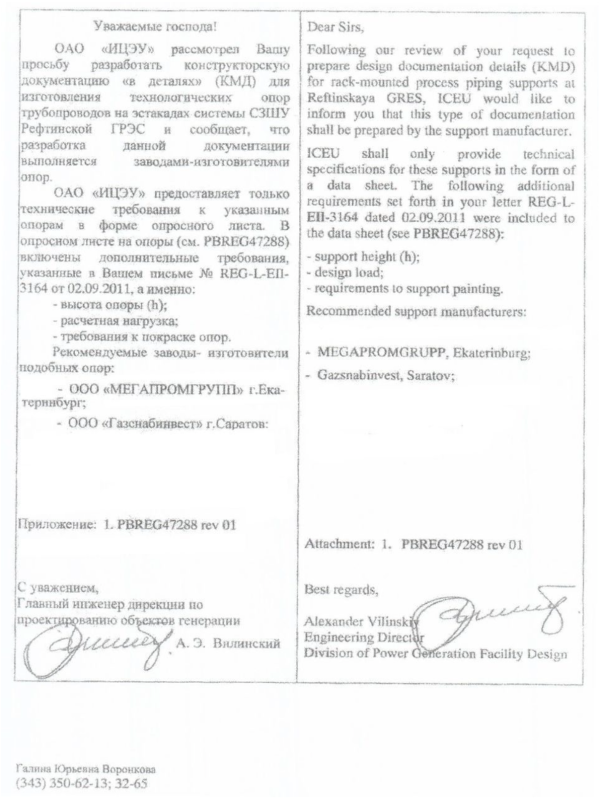 Уважаемые господа!
ОАО «ИЦЭУ» рассмотрел Вашу
просьбу разработать конструкторскую
документацию «в деталях» (КМД) для
изготовления технологических опор
трубопроводов на эстакадах системы СЗШУ
Рефтинской ГРЭС и сообщает, что
разработка данной документации
выполняется заводами-изготовителями
опор.
ОАО «ИЦЭУ» предоставляет только
технические требования к указанным
опорам в форме опросного листа. В
опросном листе на опоры (см. PBREG47288)
включены дополнительные требования,
указанные в Вашем письме № REG-L-EII-
3164 от 02.09.2011, а именно:
- высота опоры (h);
- расчетная нагрузка;
- требования к покраске опор.
Рекомендуемые заводы- изготовители
подобных опор:
- ООО «МЕГАПРОМГРУПП» г.Ека-
теринбург;
- ООО «Газснабинвест» г.Саратов:
Приложение: 1. PBREG47288 rev 01
С уважением,
Главный инженер дирекции по
проектированию объектов генерации
А. Э. Вилинский
Dear Sirs,
Following our review of your request to
prepare design documentation details (KMD)
for rack-mounted process piping supports at
Reftinskaya GRES, ICEU would like to
inform you that this type of documentation
shall be prepared by the support manufacturer.
ICEU shall only provide technical
specifications for these supports in the form of
a data sheet. The following additional
requirements set forth in your letter REG-L-
EII-3164 dated 02.09.2011 were included to
the data sheet (see PBREG47288):
- support height (h);
- design load;
- requirements to support painting.
Recommended support manufacturers:
- MEGAPROMGRUPP, Ekaterinburg;
- Gazsnabinvest, Saratov;
Attachment: 1. PBREG47288 rev 01
Best regards,
Alexander Vilinskiy
Engineering Director
Division of Power Generation Facility Design
Галина Юрьевна Воронкова
(343) 350-62-13; 32-65